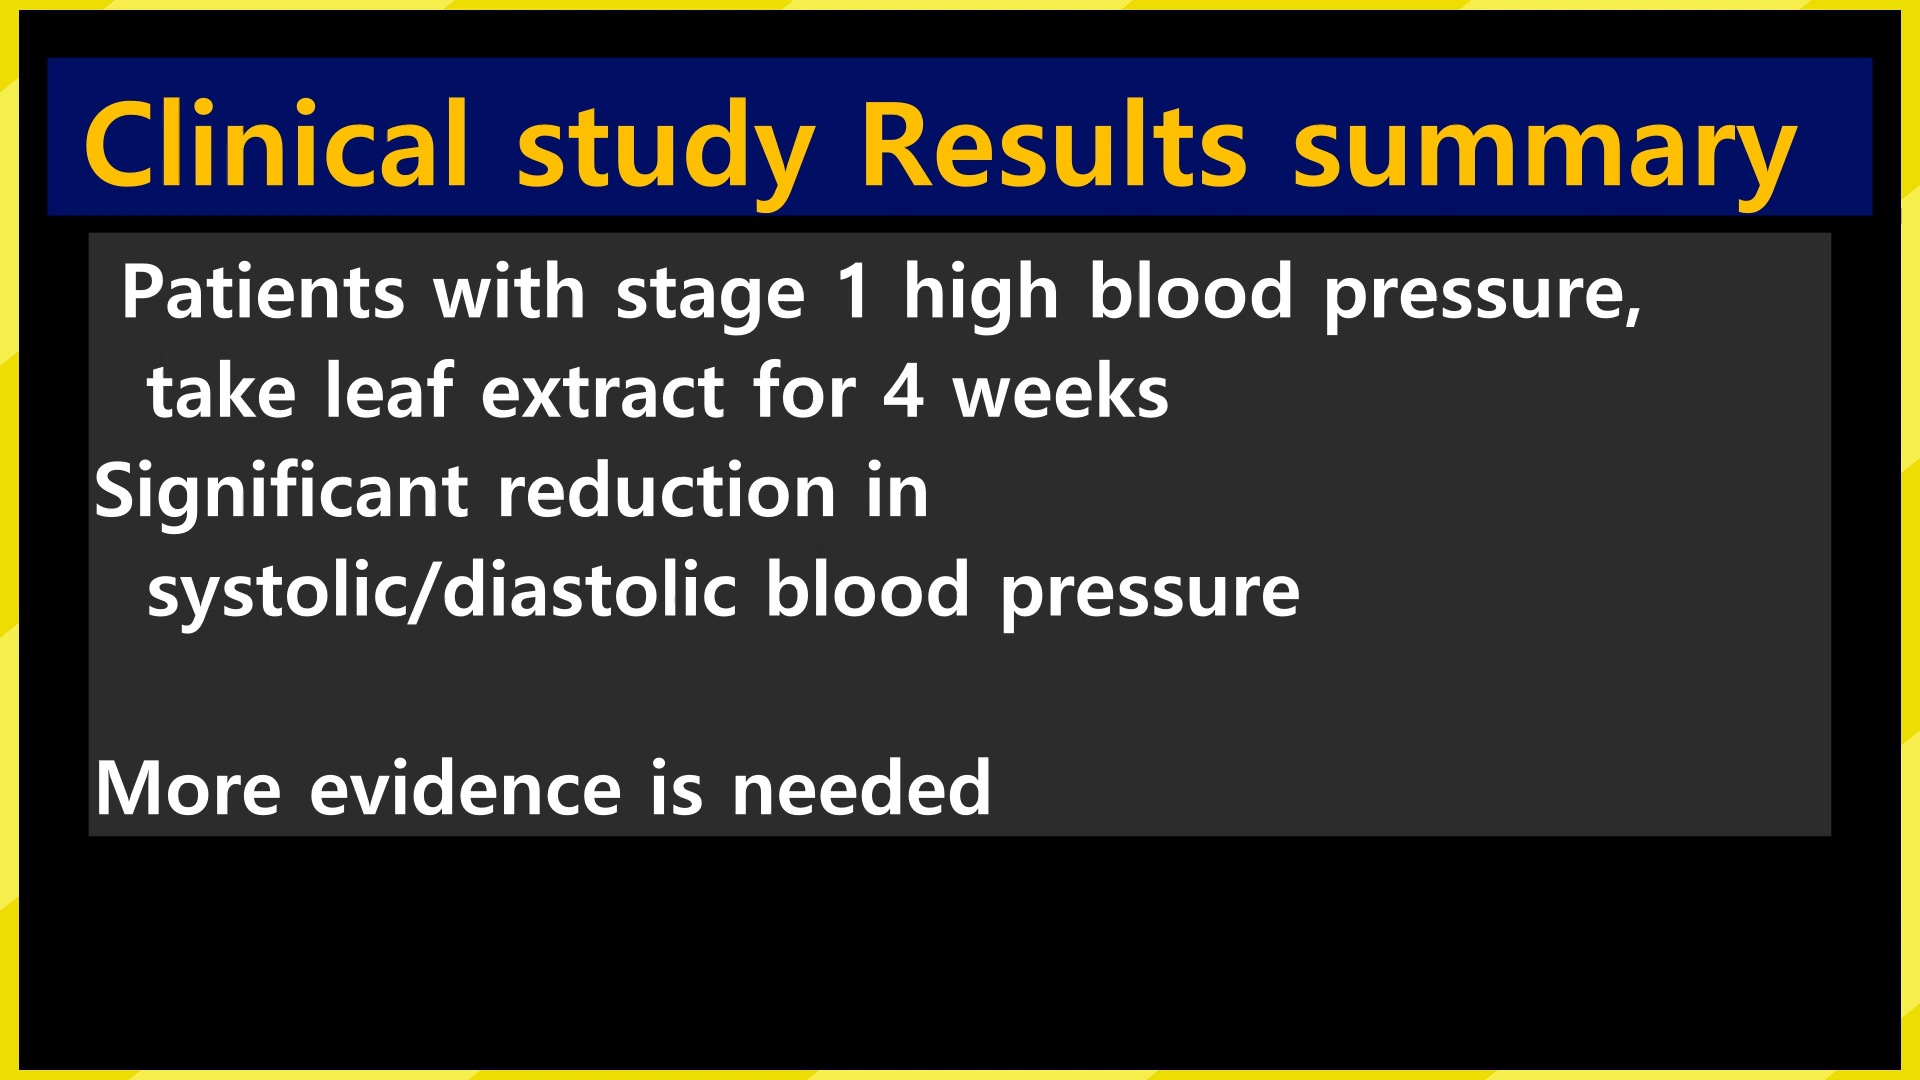 Clinical study Results summary
Patients with stage 1 high blood pressure,
take leaf extract for 4 weeks
Significant reduction in
systolic/diastolic blood pressure
More evidence is needed